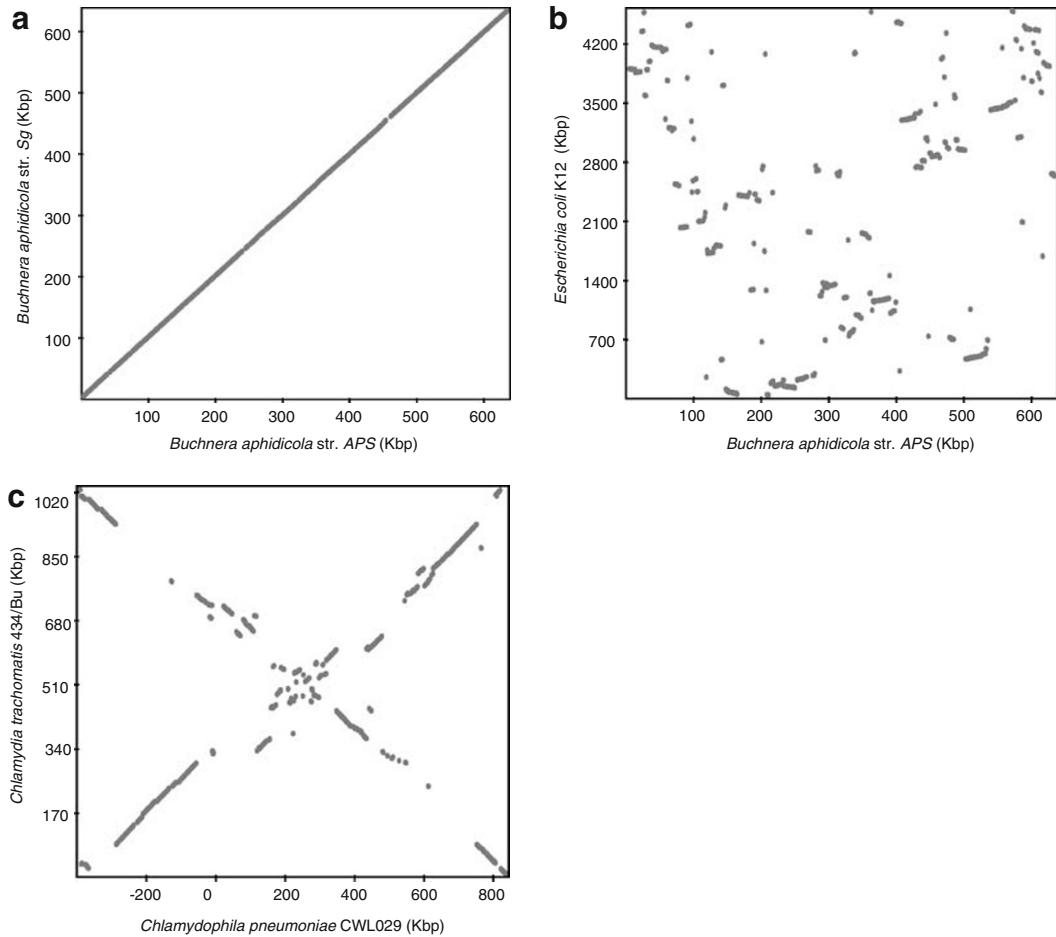 a
600
500
400
300
200
100
Buchnera aphidicola str. Sg (Kbp)
100 200 300 400 500 600
Buchnera aphidicola str. APS (Kbp)
b
4200
3500
2800
2100
1400
700
Escherichia coli K12 (Kbp)
100 200 300 400 500 600
Buchnera aphidicola str. APS (Kbp)
c
1020
850
680
510
340
170
Chlamydia trachomatis 434/Bu (Kbp)
-200 0 200 400 600 800
Chlamydophila pneumoniae CWL029 (Kbp)